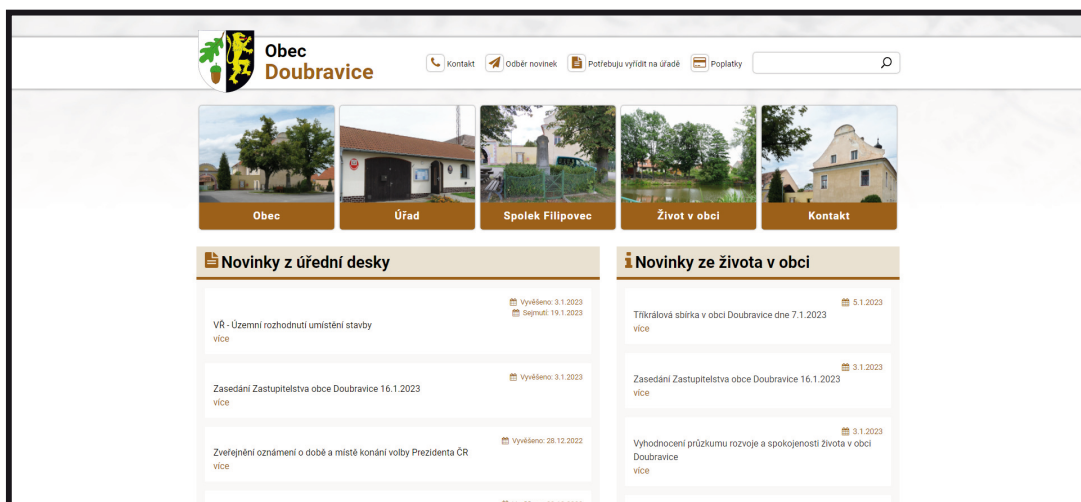 Obec
Doubravice
Kontakt
Odběr novinek
Potřebuju vyřídit na úřadě
Poplatky
Obec
Úřad
Spolek Filipovec
Život v obci
Kontakt
Novinky z úřední desky
Vyvěšeno: 3.1.2023
Sejmutí: 19.1.2023
VŘ - Územní rozhodnutí umístění stavby
více
Vyvěšeno: 3.1.2023
Zasedání Zastupitelstva obce Doubravice 16.1.2023
více
Vyvěšeno: 28.12.2022
Zveřejnění oznámení o době a místě konání volby Prezidenta ČR
více
Novinky ze života v obci
5.1.2023
Tříkrálová sbírka v obci Doubravice dne 7.1.2023
více
3.1.2023
Zasedání Zastupitelstva obce Doubravice 16.1.2023
více
3.1.2023
Vyhodnocení průzkumu rozvoje a spokojenosti života v obci
Doubravice
více